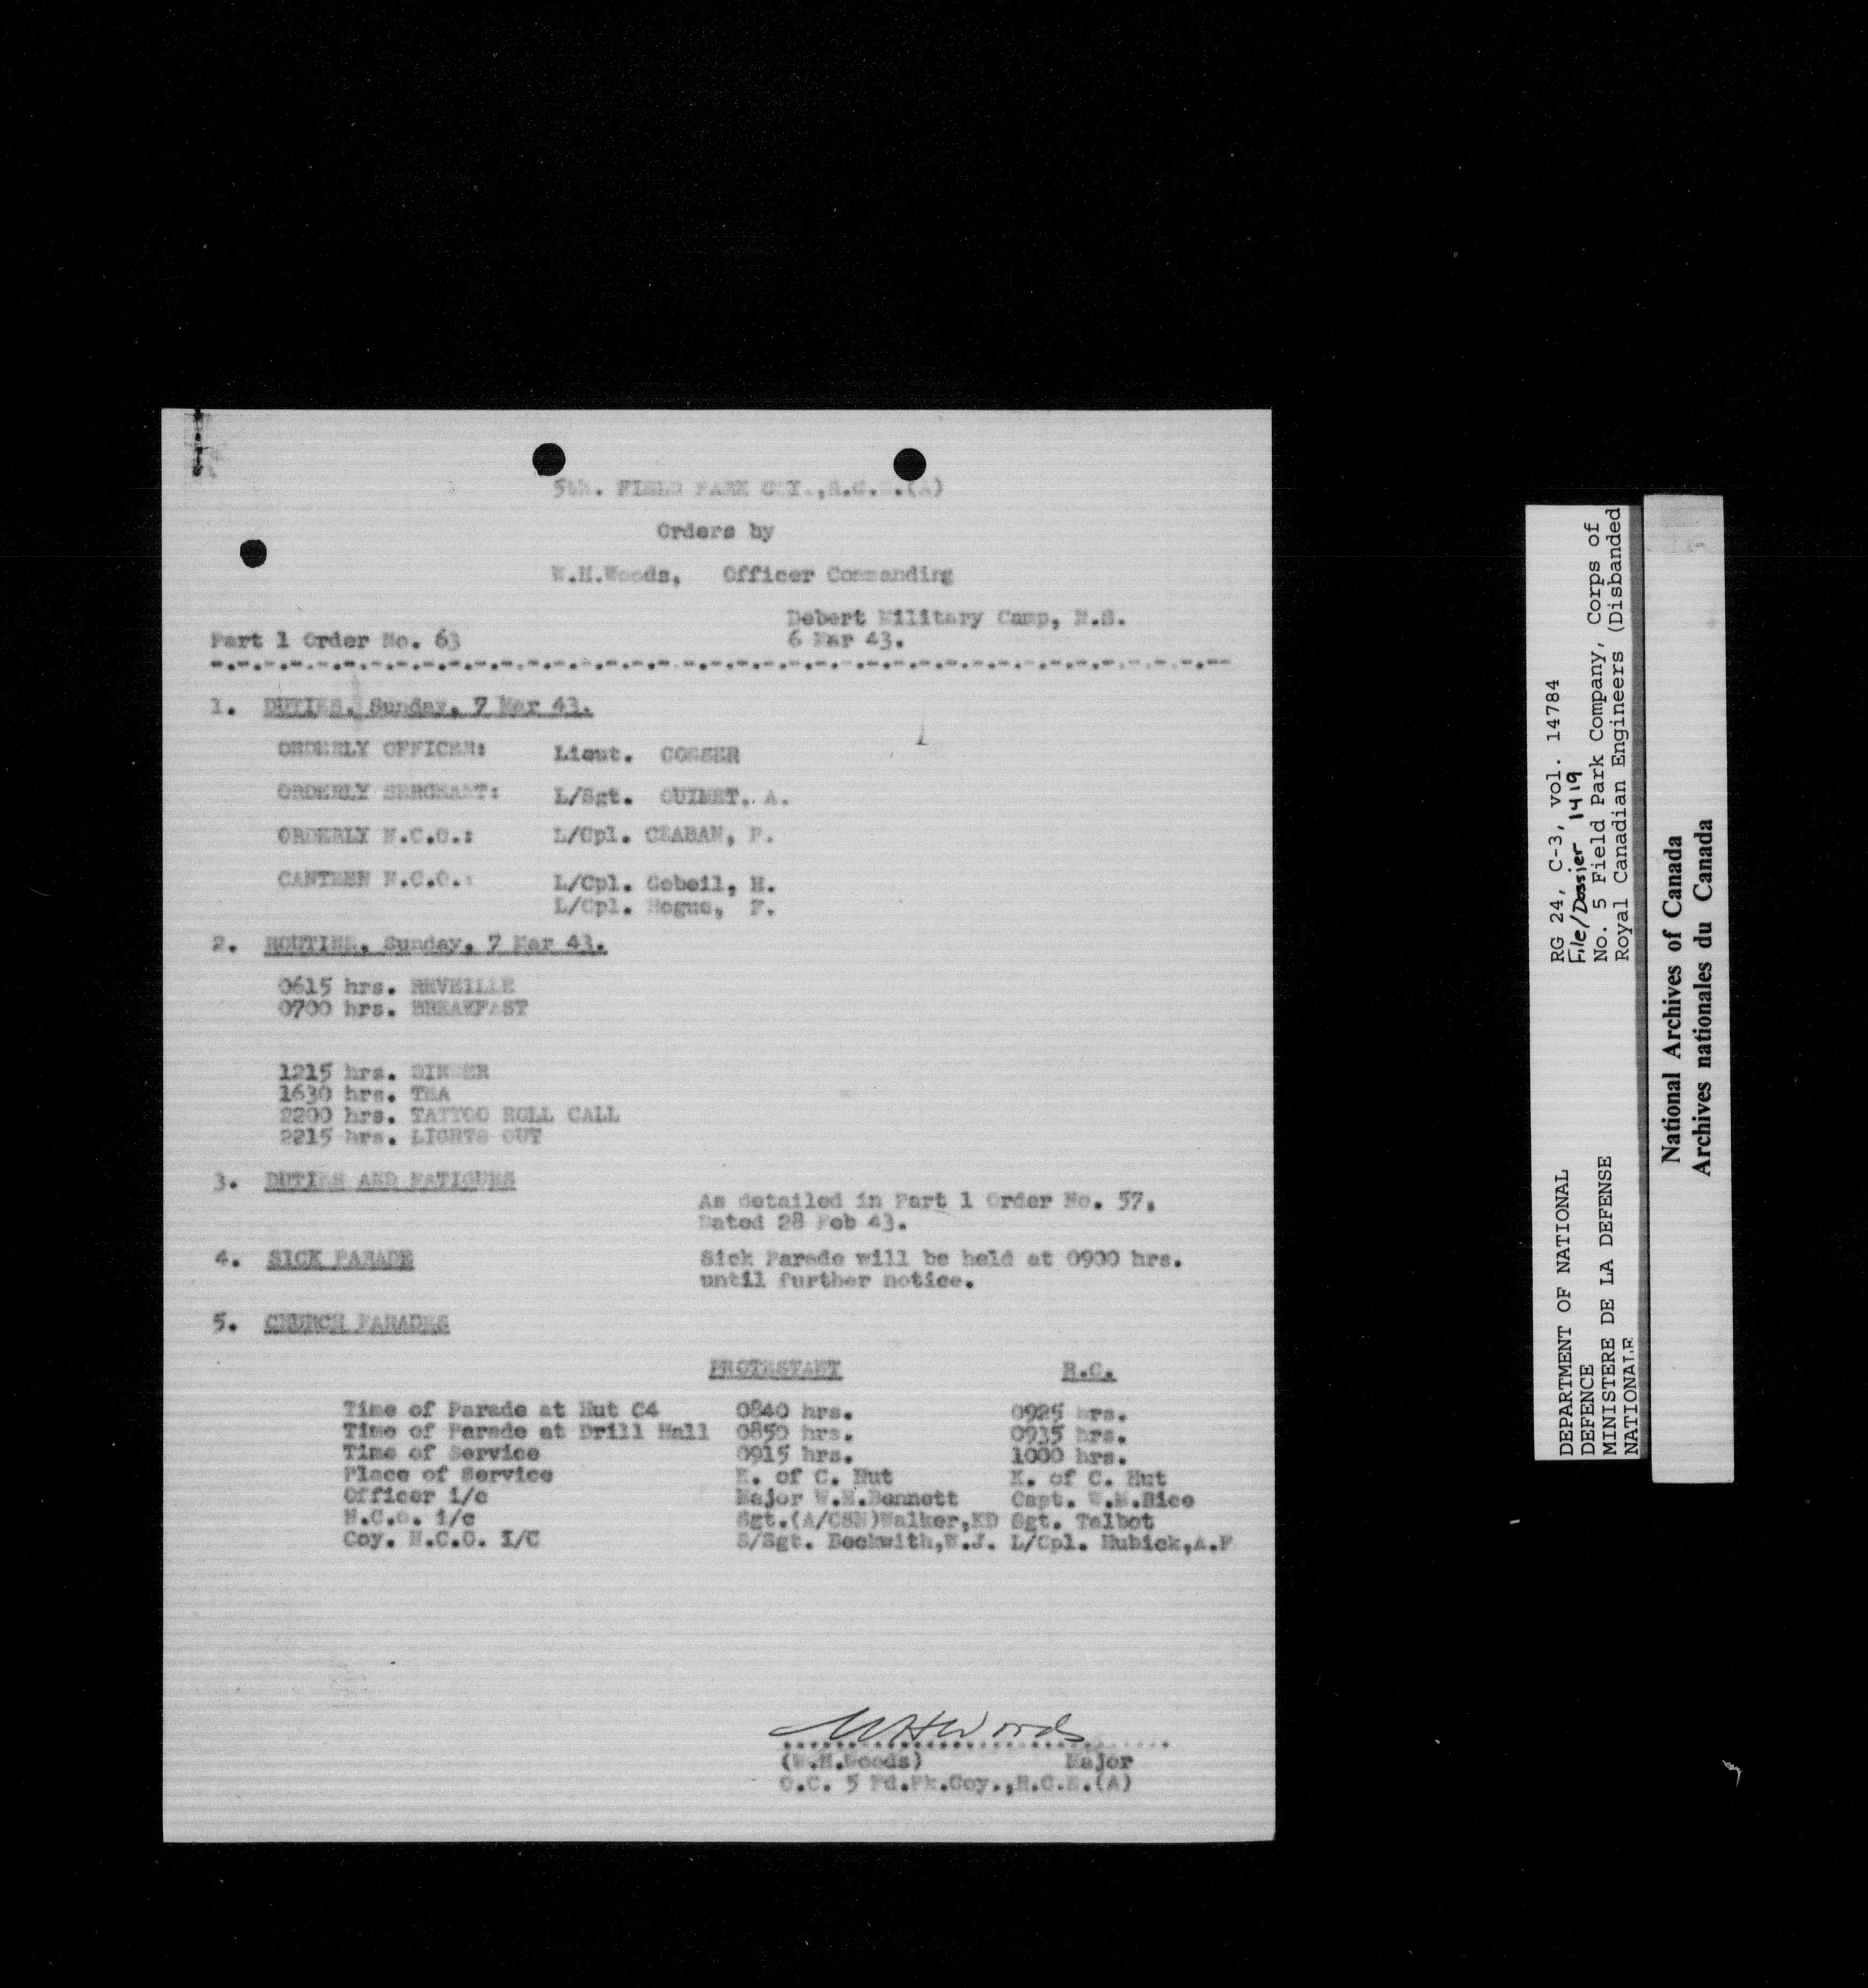 5th. FIELD PARK COY.,R.C.E.(A)
Orders by
W.H.Woods, Officer Commanding
Debert Military Camp, N.S.
Part 1 Order No. 63 6 Mar 43.
1. DUTIES, Sunday, 7 Mar 43.
ORDERLY OFFICER: Lieut. COSSER
ORDERLY SERGEANT: L/Sgt. OUIMET, A.
ORDERLY N.C.O.: L/Cpl. CZABAN, P.
CANTEEN N.C.O.: L/Cpl. Gobeil, H.
L/Cpl. Hogue, F.
2. ROUTINE, Sunday, 7 Mar 43.
0615 hrs. REVEILLE
0700 hrs. BREAKFAST
1215 hrs. DINNER
1630 hrs. TEA
2200 hrs. TATTOO ROLL CALL
2215 hrs. LIGHTS OUT
3. DUTIES AND FATIGUES
As detailed in Part 1 Order No. 57,
Dated 28 Feb 43.
4. SICK PARADE Sick Parade will be held at 0900 hrs.
until further notice.
5. CHURCH PARADES
PROTESTANT R.C.
Time of Parade at Hut C4 0840 hrs. 0925 hrs.
Time of Parade at Drill Hall 0850 hrs. 0935 hrs.
Time of Service 0915 hrs. 1000 hrs.
Place of Service K. of C. Hut K. of C. Hut
Officer i/c Major W.E.Bennett Capt. W.M.Rice
N.C.O. i/c Sgt.(A/CSM)Walker,KD Sgt. Talbot
Coy. N.C.O. I/C S/Sgt. Beckwith,W.J. L/Cpl. Hubick,A.F
WHWoods
(W.H.Woods) Major
O.C. 5 Fd.Pk.Coy.,R.C.E.(A)
DEPARTMENT OF NATIONAL
DEFENCE
MINISTERE DE LA DEFENSE
NATIONALE
RG 24, C-3, vol. 14784
File/Dossier 1419
No. 5 Field Park Company, Corps of
Royal Canadian Engineers (Disbanded
National Archives of Canada
Archives nationales du Canada